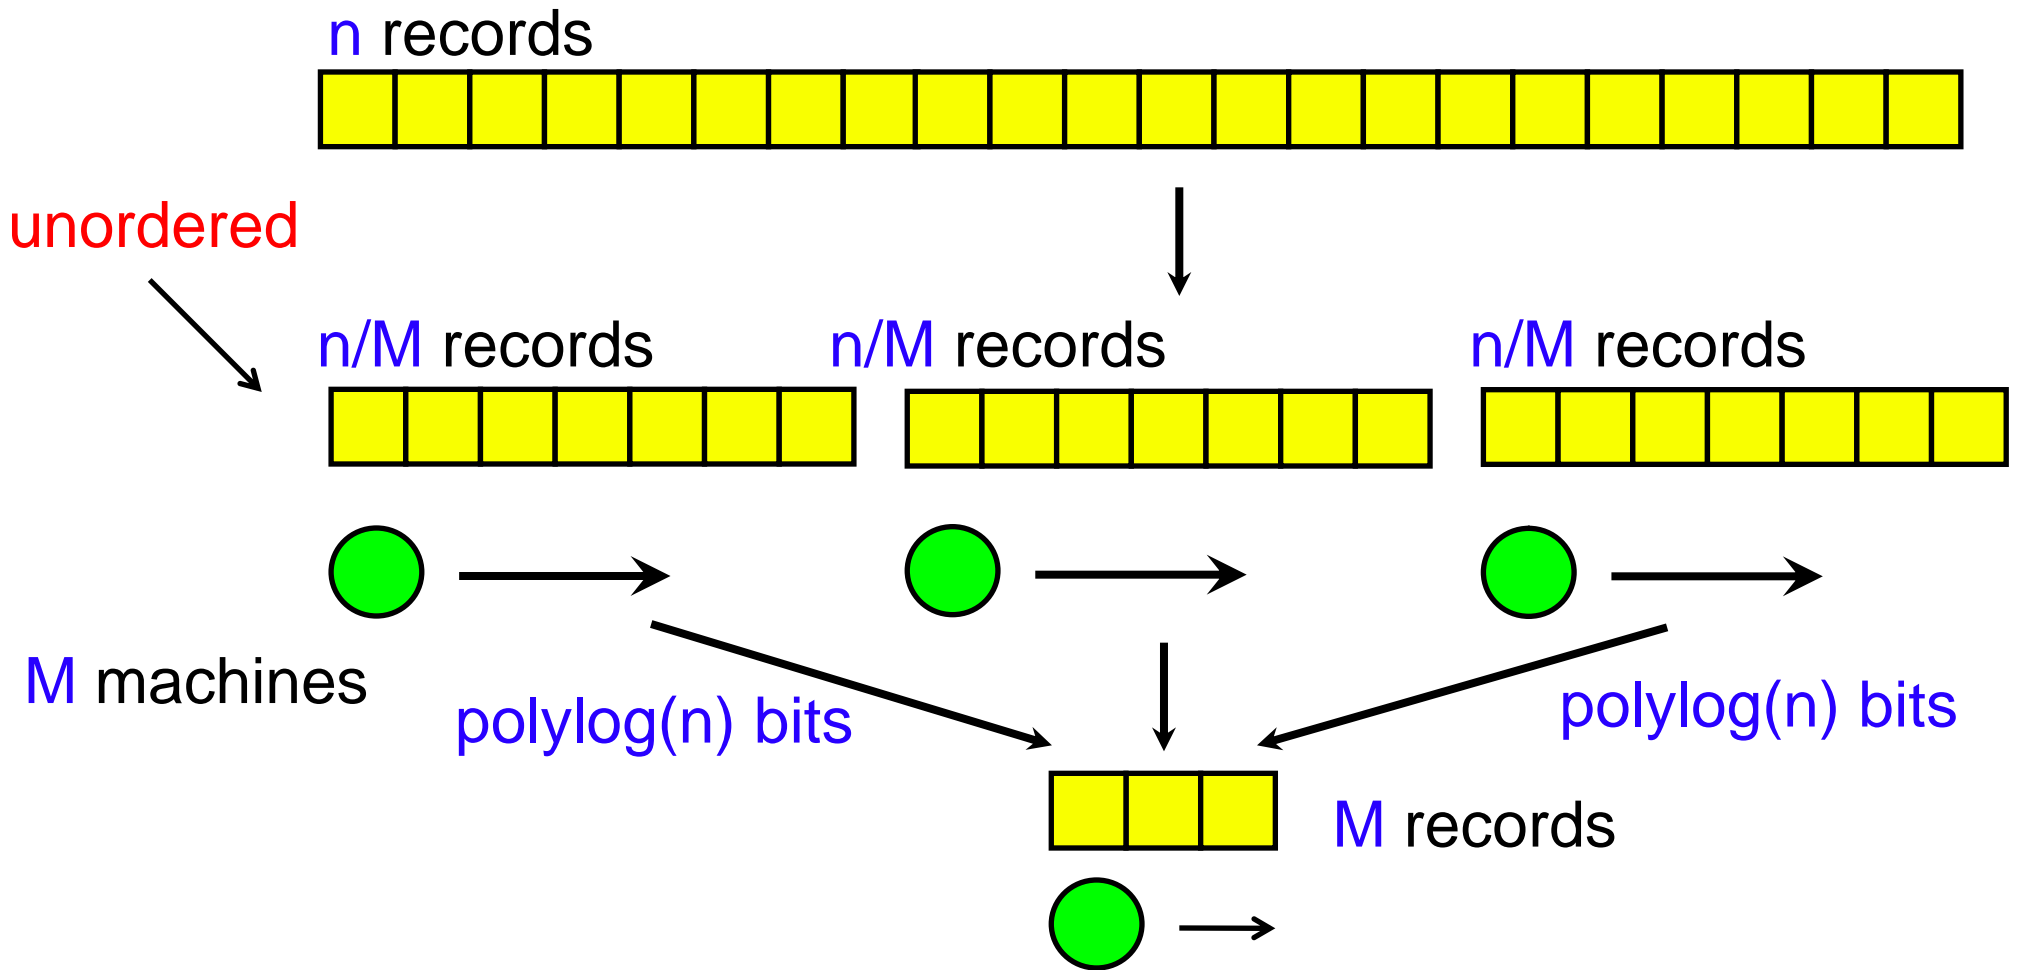 n records
unordered
n/M records
n/M records
n/M records
M machines
polylog(n) bits
polylog(n) bits
M records